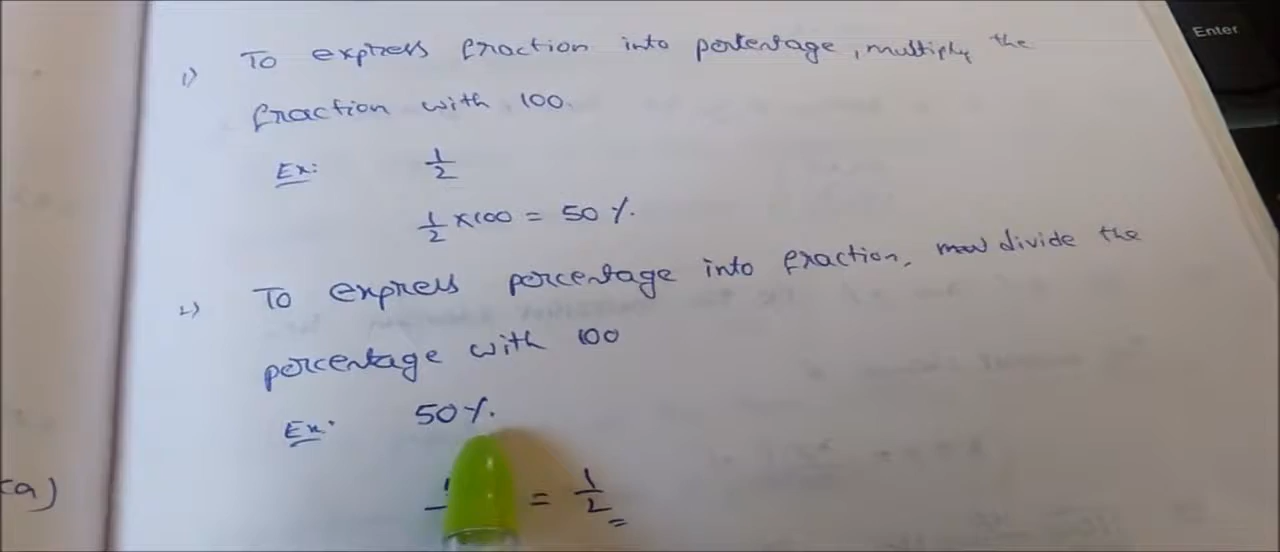 Enter
1) To express fraction into portentage, multiply the
fraction with 100.
Ex: 1/2
1/2 × 100 = 50 %.
2) To express percentage into fraction, divide the
percentage with 100
Ex: 50 %.
= 1/2
(a)